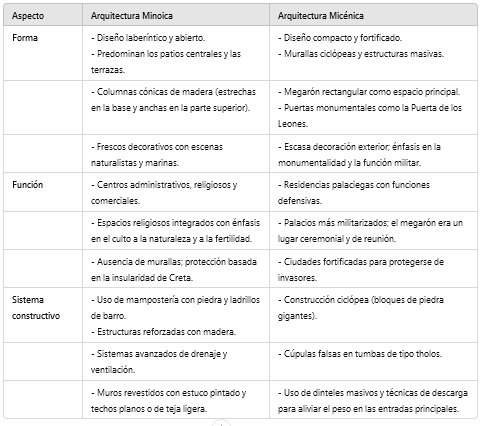 Aspecto Arquitectura Minoica Arquitectura Micénica
Forma - Diseño laberíntico y abierto. - Diseño compacto y fortificado.
- Predominan los patios centrales y las - Murallas ciclópeas y estructuras masivas.
terrazas.
- Columnas cónicas de madera (estrechas - Megarón rectangular como espacio principal.
en la base y anchas en la parte superior). - Puertas monumentales como la Puerta de los
Leones.
- Frescos decorativos con escenas - Escasa decoración exterior; énfasis en la
naturalistas y marinas. monumentalidad y la función militar.
Función - Centros administrativos, religiosos y - Residencias palaciegas con funciones
comerciales. defensivas.
- Espacios religiosos integrados con énfasis - Palacios más militarizados; el megarón era un
en el culto a la naturaleza y a la fertilidad. lugar ceremonial y de reunión.
- Ausencia de murallas; protección basada - Ciudades fortificadas para protegerse de
en la insularidad de Creta. invasores.
Sistema - Uso de mampostería con piedra y ladrillos - Construcción ciclópea (bloques de piedra
constructivo de barro. gigantes).
- Estructuras reforzadas con madera.
- Sistemas avanzados de drenaje y - Cúpulas falsas en tumbas de tipo tholos.
ventilación.
- Muros revestidos con estuco pintado y - Uso de dinteles masivos y técnicas de descarga
techos planos o de teja ligera. para aliviar el peso en las entradas principales.